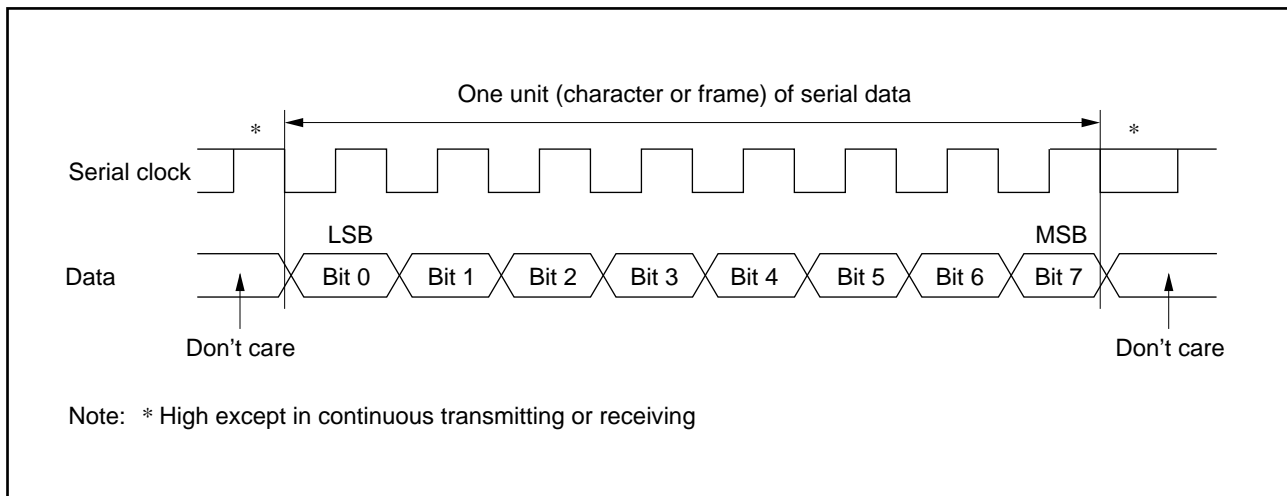 One unit (character or frame) of serial data
* *
Serial clock
LSB MSB
Data Bit 0 Bit 1 Bit 2 Bit 3 Bit 4 Bit 5 Bit 6 Bit 7
Don't care Don't care
Note: * High except in continuous transmitting or receiving